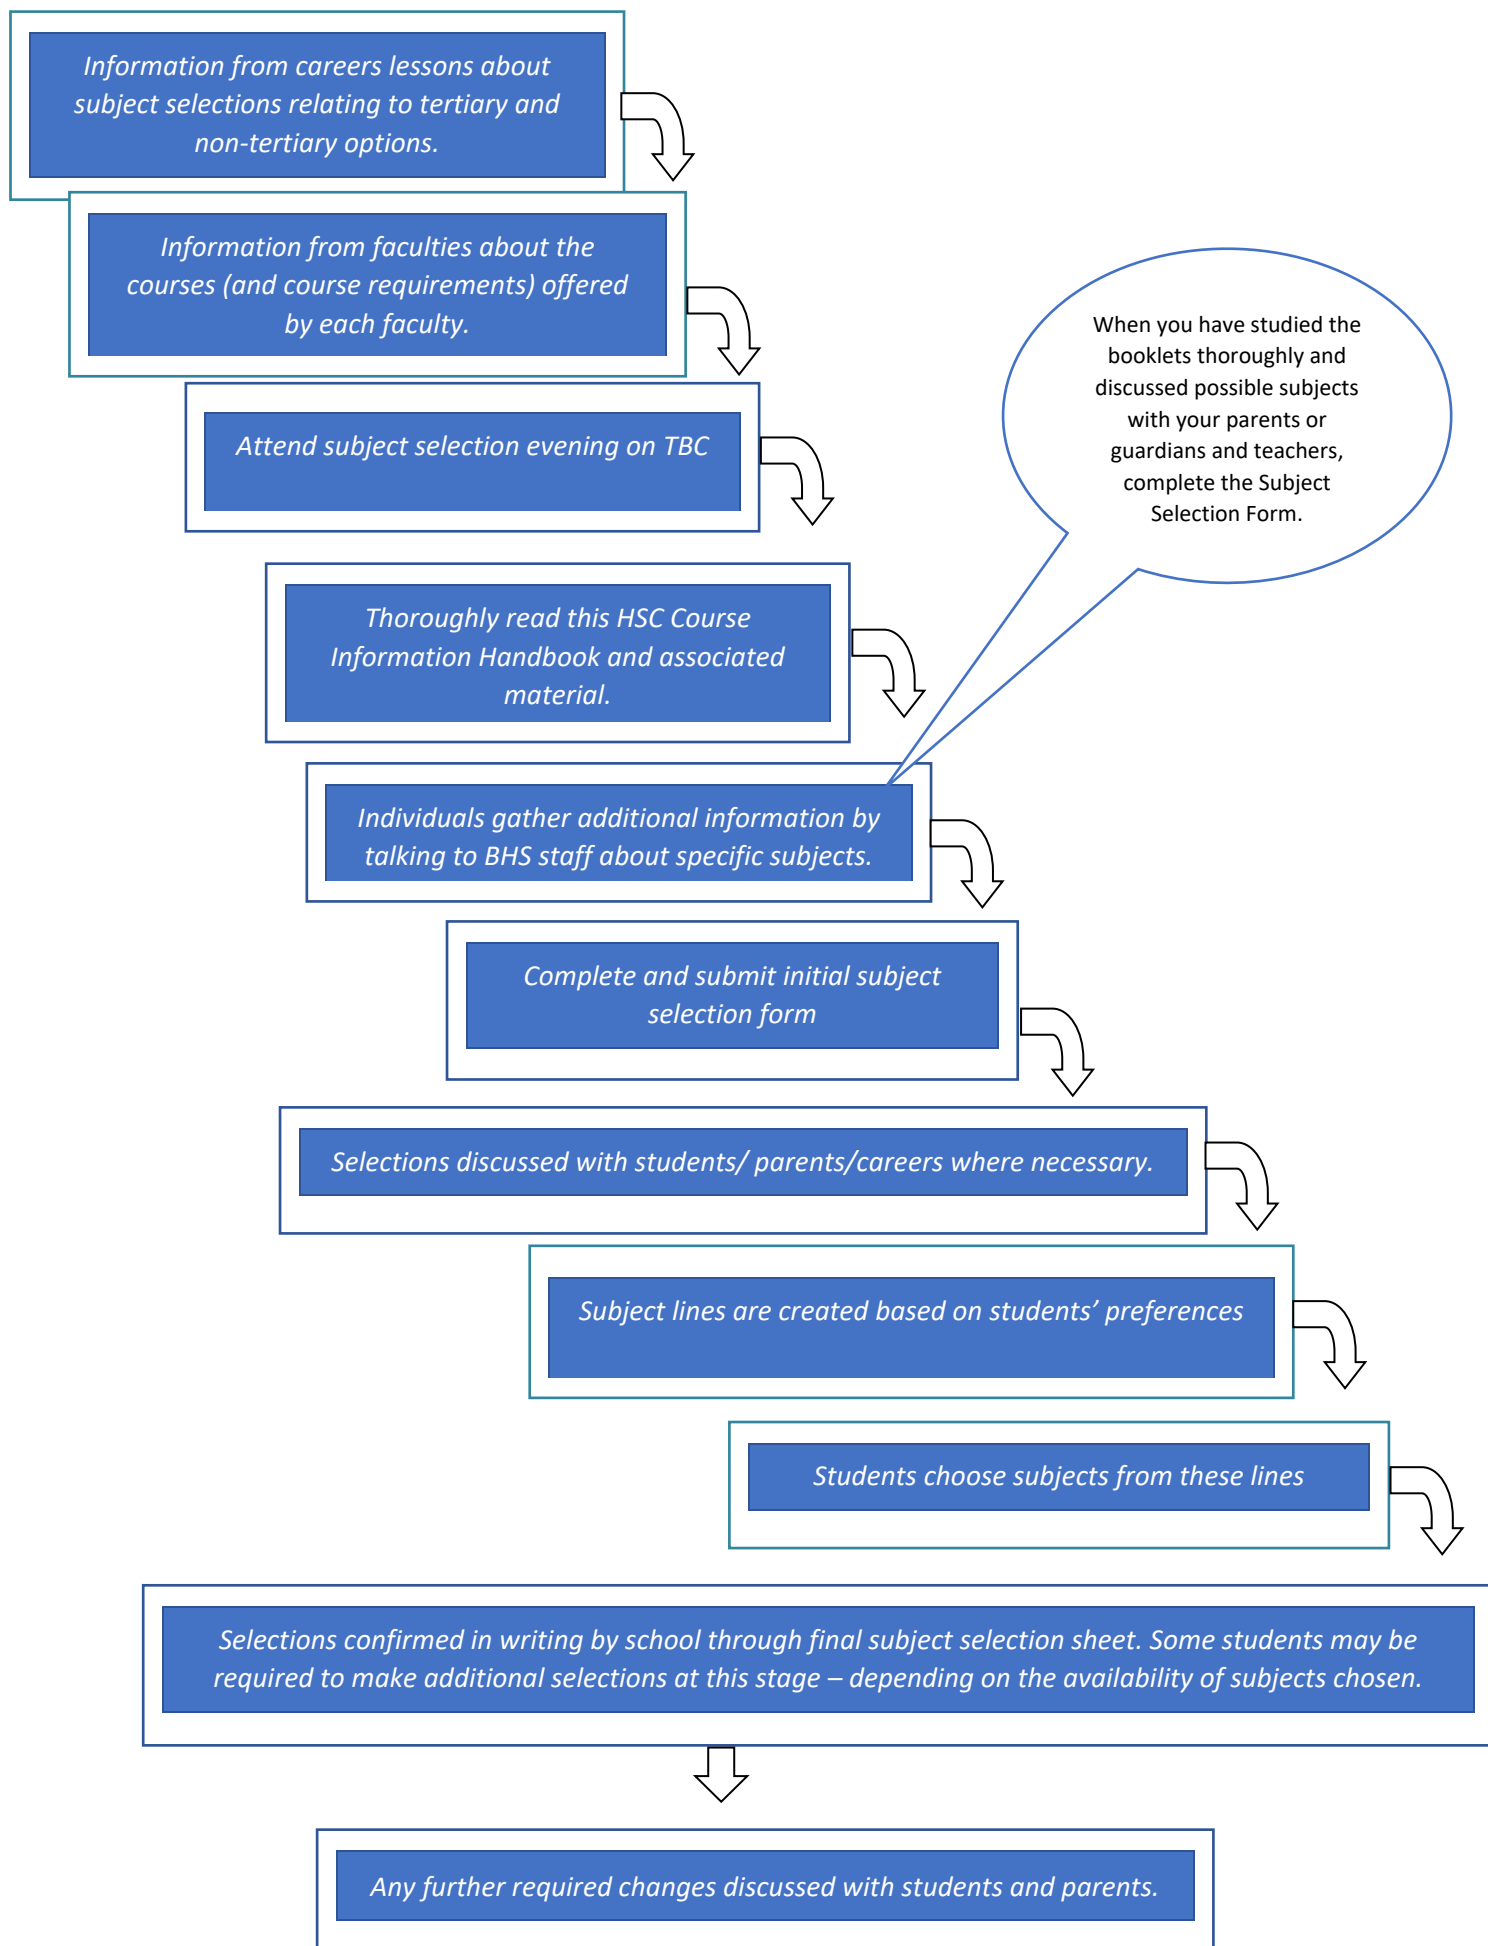 Information from careers lessons about
subject selections relating to tertiary and
non-tertiary options.
Information from faculties about the
courses (and course requirements) offered
by each faculty.
Attend subject selection evening on TBC
When you have studied the
booklets thoroughly and
discussed possible subjects
with your parents or
guardians and teachers,
complete the Subject
Selection Form.
Thoroughly read this HSC Course
Information Handbook and associated
material.
Individuals gather additional information by
talking to BHS staff about specific subjects.
Complete and submit initial subject
selection form
Selections discussed with students/ parents/careers where necessary.
Subject lines are created based on students’ preferences
Students choose subjects from these lines
Selections confirmed in writing by school through final subject selection sheet. Some students may be
required to make additional selections at this stage – depending on the availability of subjects chosen.
Any further required changes discussed with students and parents.